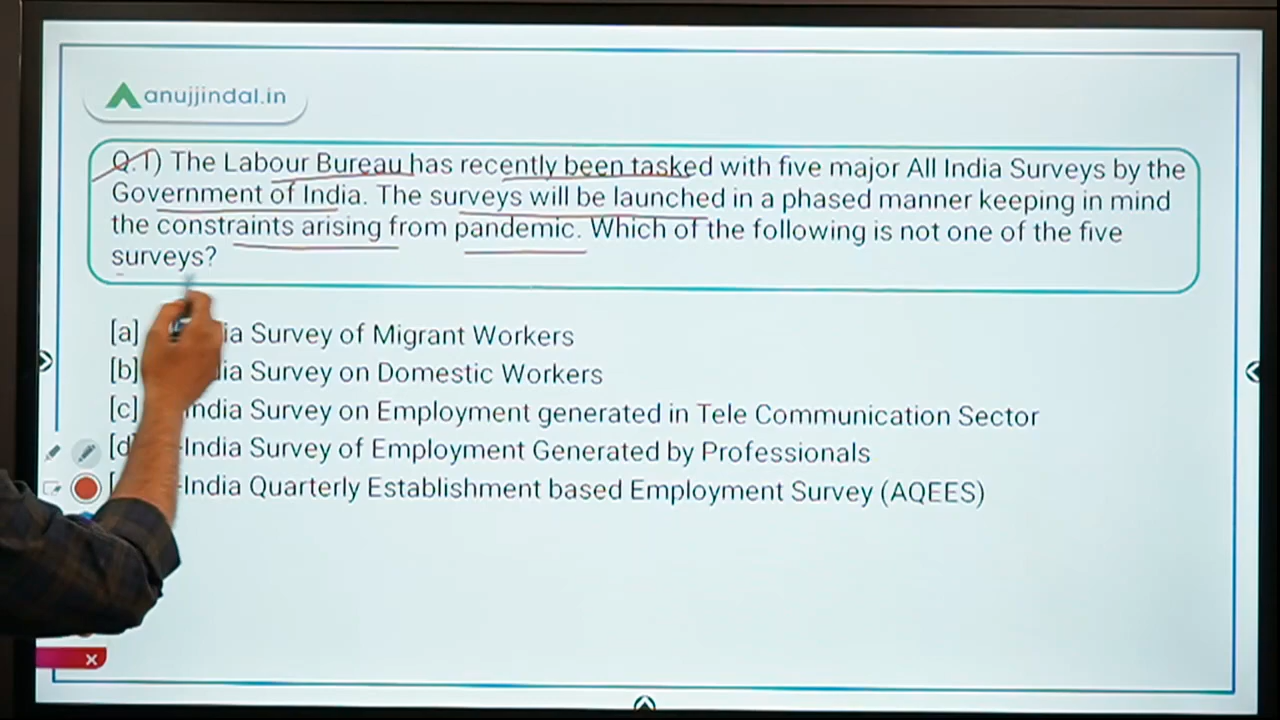 anujjindal.in
Q.1) The Labour Bureau has recently been tasked with five major All India Surveys by the
Government of India. The surveys will be launched in a phased manner keeping in mind
the constraints arising from pandemic. Which of the following is not one of the five
surveys?
[a] ia Survey of Migrant Workers
[b] dia Survey on Domestic Workers
[c] India Survey on Employment generated in Tele Communication Sector
[d] -India Survey of Employment Generated by Professionals
[ -India Quarterly Establishment based Employment Survey (AQEES)